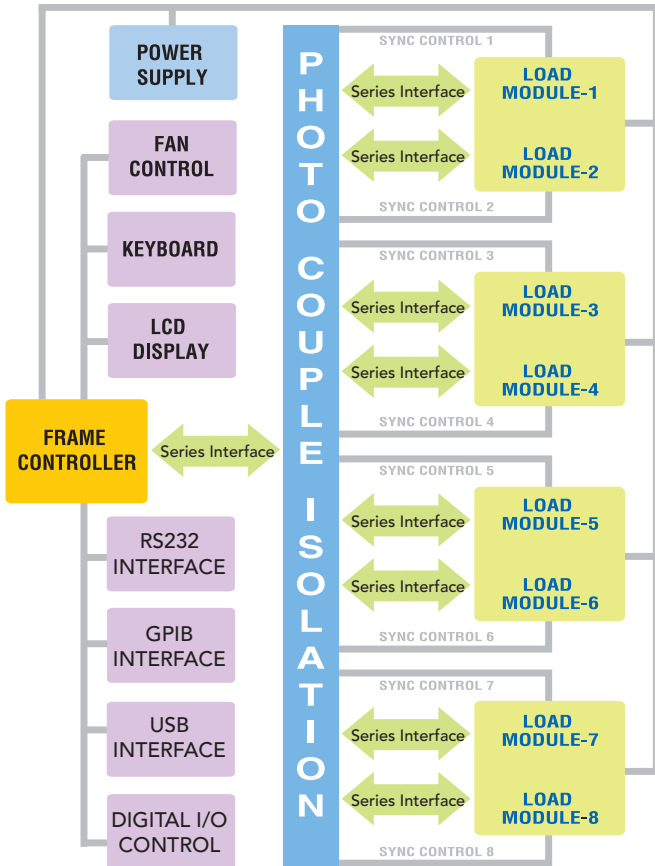 POWER
SUPPLY
FAN
CONTROL
KEYBOARD
LCD
DISPLAY
FRAME
CONTROLLER
Series Interface
RS232
INTERFACE
GPIB
INTERFACE
USB
INTERFACE
DIGITAL I/O
CONTROL
PHOTO COUPLE ISOLATION
SYNC CONTROL 1
Series Interface
LOAD
MODULE-1
Series Interface
LOAD
MODULE-2
SYNC CONTROL 2
SYNC CONTROL 3
Series Interface
LOAD
MODULE-3
Series Interface
LOAD
MODULE-4
SYNC CONTROL 4
SYNC CONTROL 5
Series Interface
LOAD
MODULE-5
Series Interface
LOAD
MODULE-6
SYNC CONTROL 6
SYNC CONTROL 7
Series Interface
LOAD
MODULE-7
Series Interface
LOAD
MODULE-8
SYNC CONTROL 8